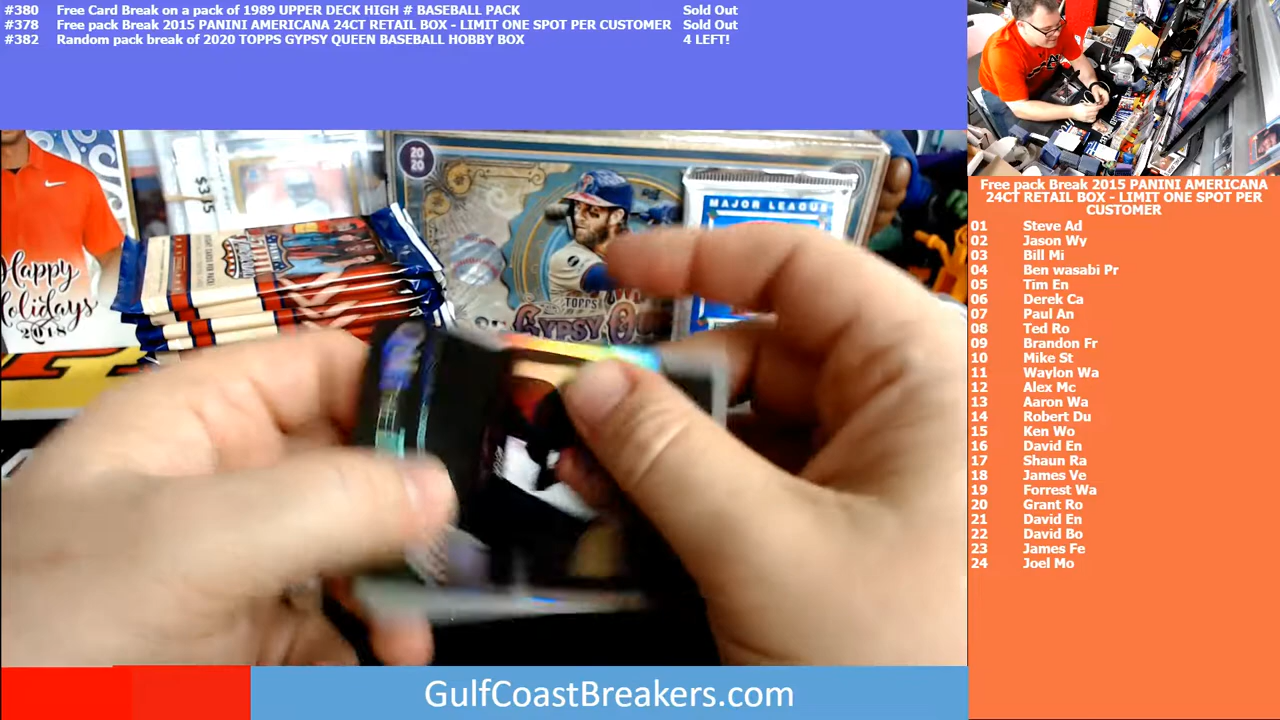 #380 Free Card Break on a pack of 1989 UPPER DECK HIGH # BASEBALL PACK Sold Out
#378 Free pack Break 2015 PANINI AMERICANA 24CT RETAIL BOX - LIMIT ONE SPOT PER CUSTOMER Sold Out
#382 Random pack break of 2020 TOPPS GYPSY QUEEN BASEBALL HOBBY BOX 4 LEFT!
20
20
$3.15
MAJOR LEAGUE
Happy
Holidays
2018
TOPPS
GYPSY Q
Free pack Break 2015 PANINI AMERICANA
24CT RETAIL BOX - LIMIT ONE SPOT PER
CUSTOMER
01 Steve Ad
02 Jason Wy
03 Bill Mi
04 Ben wasabi Pr
05 Tim En
06 Derek Ca
07 Paul An
08 Ted Ro
09 Brandon Fr
10 Mike St
11 Waylon Wa
12 Alex Mc
13 Aaron Wa
14 Robert Du
15 Ken Wo
16 David En
17 Shaun Ra
18 James Ve
19 Forrest Wa
20 Grant Ro
21 David En
22 David Bo
23 James Fe
24 Joel Mo
GulfCoastBreakers.com